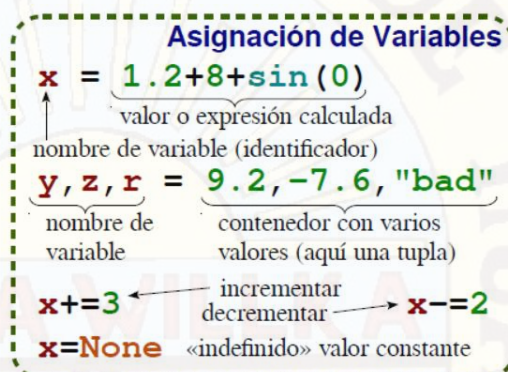 Asignación de Variables
x = 1.2+8+sin(0)
valor o expresión calculada
nombre de variable (identificador)
y,z,r = 9.2,-7.6,"bad"
nombre de contenedor con varios
variable valores (aquí una tupla)
x+=3 incrementar
decrementar x-=2
x=None «indefinido» valor constante